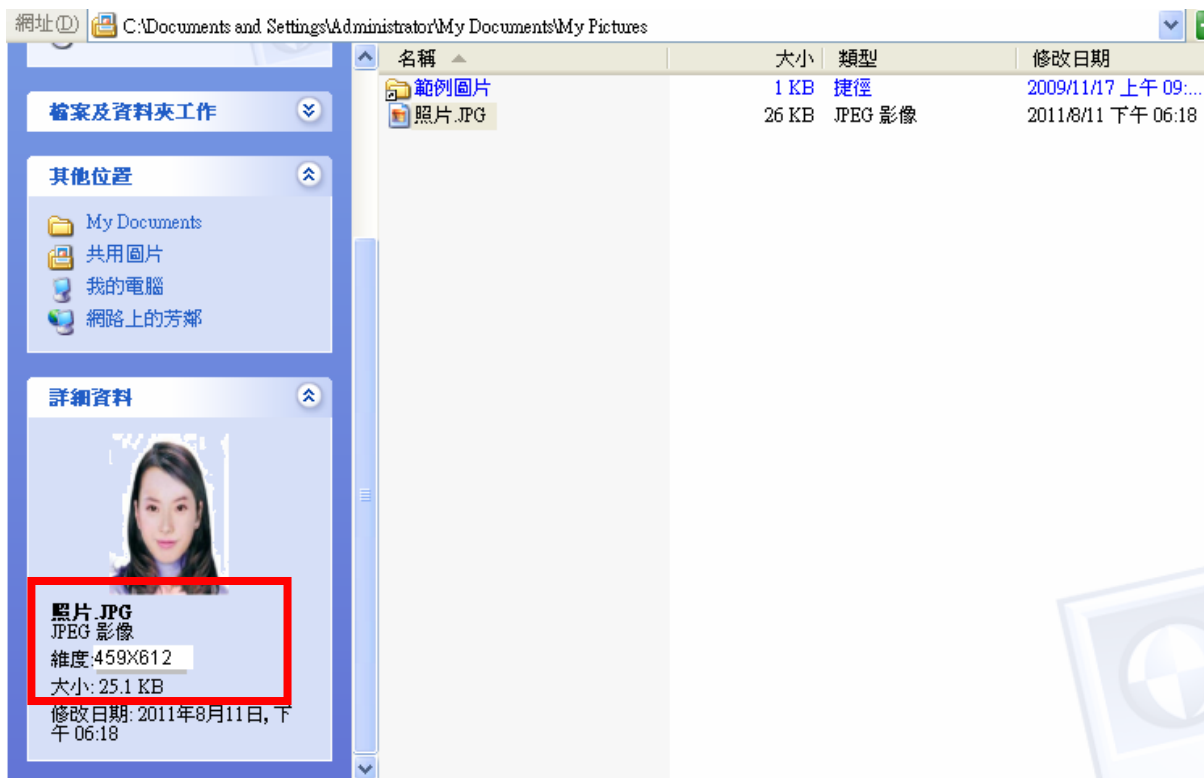 網址(D) C:\Documents and Settings\Administrator\My Documents\My Pictures
名稱 大小 類型 修改日期
範例圖片 1 KB 捷徑 2009/11/17 上午 09:...
照片.JPG 26 KB JPEG 影像 2011/8/11 下午 06:18
檔案及資料夾工作
其他位置
My Documents
共用圖片
我的電腦
網路上的芳鄰
詳細資料
照片.JPG
JPEG 影像
維度:459X612
大小: 25.1 KB
修改日期: 2011年8月11日, 下
午 06:18